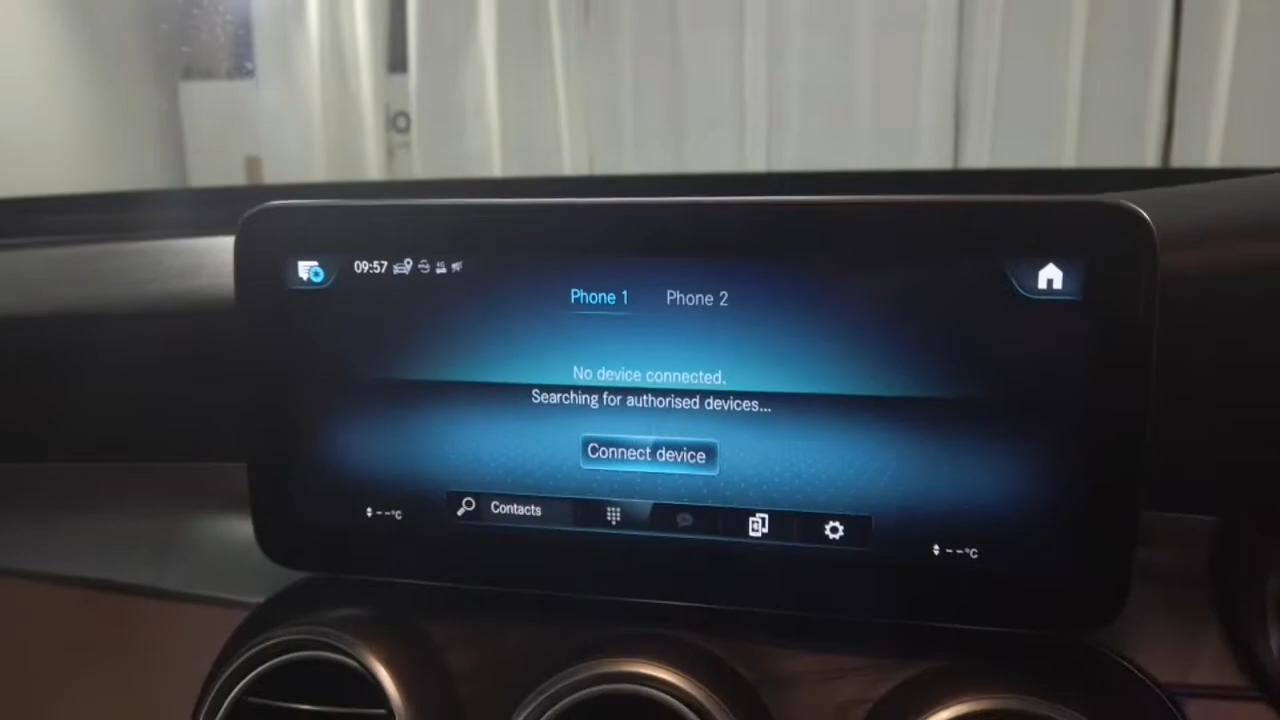 09:57
Phone 1 Phone 2
No device connected.
Searching for authorised devices...
Connect device
Contacts
--°C
--°C